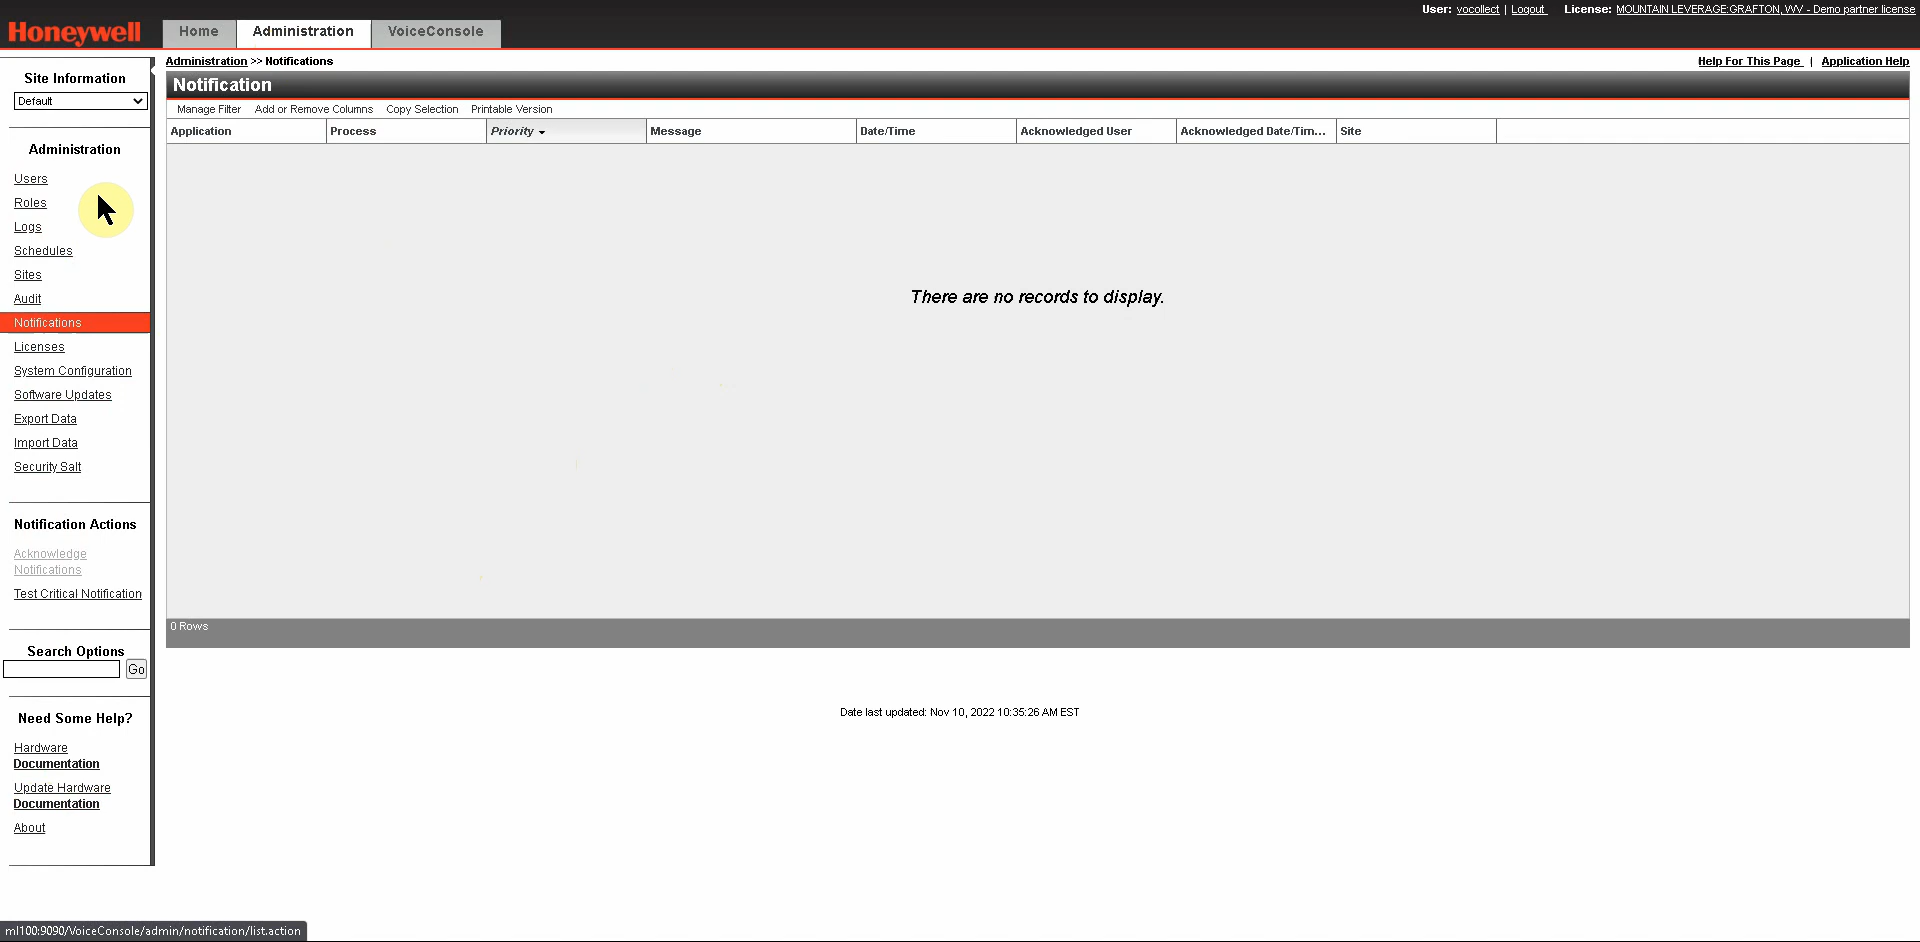 User: vocollect | Logout License: MOUNTAIN LEVERAGE:GRAFTON, WV - Demo partner license
Honeywell
Home Administration VoiceConsole
Administration >> Notifications
Help For This Page | Application Help
Site Information
Default
Administration
Users
Roles
Logs
Schedules
Sites
Audit
Notifications
Licenses
System Configuration
Software Updates
Export Data
Import Data
Security Salt
Notification Actions
Acknowledge
Notifications
Test Critical Notification
Search Options
Go
Need Some Help?
Hardware
Documentation
Update Hardware
Documentation
About
Notification
Manage Filter Add or Remove Columns Copy Selection Printable Version
Application Process Priority Message Date/Time Acknowledged User Acknowledged Date/Tim... Site
There are no records to display.
0 Rows
Date last updated: Nov 10, 2022 10:35:26 AM EST
ml100:9090/VoiceConsole/admin/notification/list.action